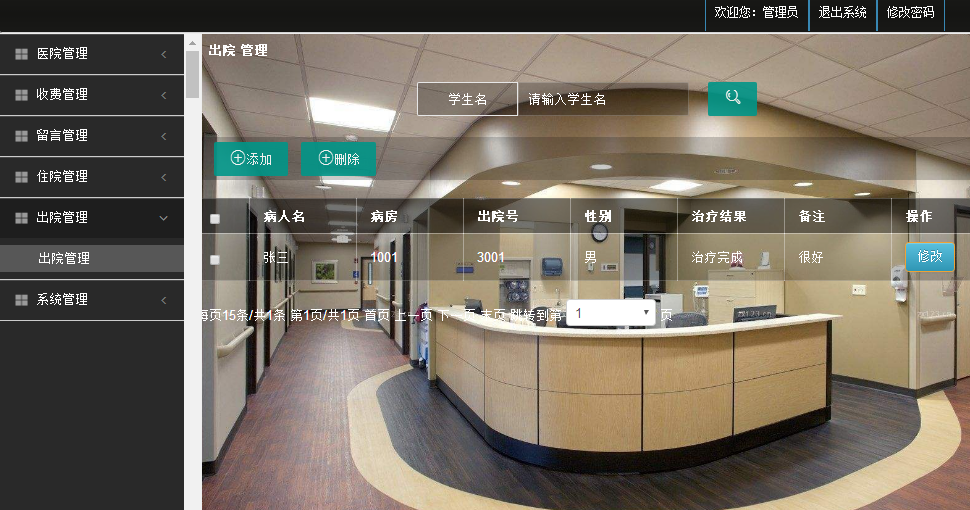 欢迎您：管理员 退出系统 修改密码
医院管理
收费管理
留言管理
住院管理
出院管理
出院管理
系统管理
出院 管理
学生名 请输入学生名
添加 删除
病人名 病房 出院号 性别 治疗结果 备注 操作
张三 1001 3001 男 治疗完成 很好 修改
每页15条/共1条 第1页/共1页 首页 上一页 下一页 末页 跳转到第 1 页